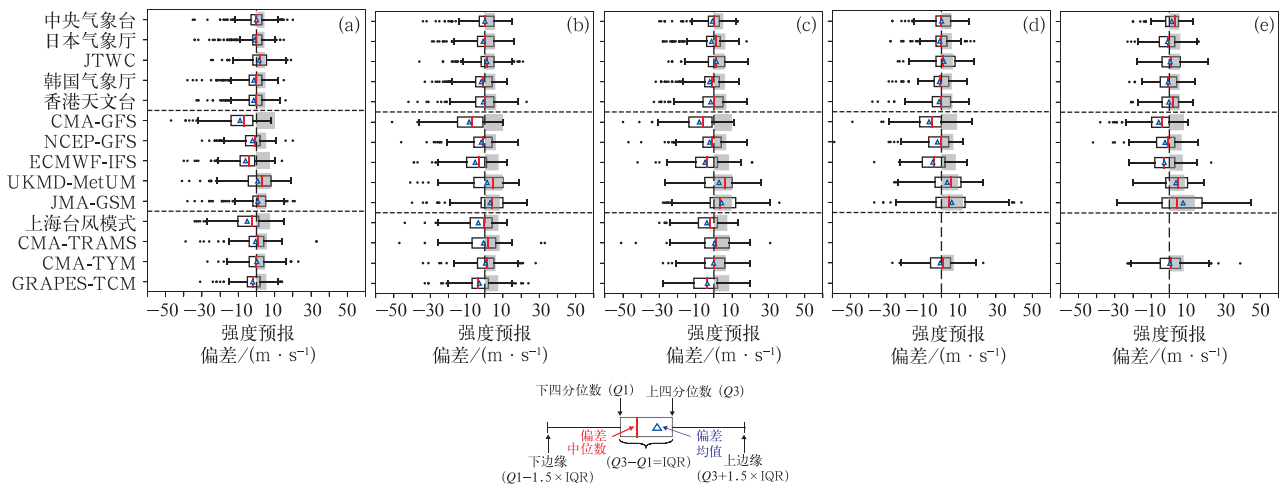 (a) (b) (c) (d) (e)
中央气象台
日本气象厅
JTWC
韩国气象厅
香港天文台
CMA-GFS
NCEP-GFS
ECMWF-IFS
UKMD-MetUM
JMA-GSM
上海台风模式
CMA-TRAMS
CMA-TYM
GRAPES-TCM
−50 −30 −10 10 30 50 −50 −30 −10 10 30 50 −50 −30 −10 10 30 50 −50 −30 −10 10 30 50 −50 −30 −10 10 30 50
强度预报 强度预报 强度预报 强度预报 强度预报
偏差/(m · s⁻¹) 偏差/(m · s⁻¹) 偏差/(m · s⁻¹) 偏差/(m · s⁻¹) 偏差/(m · s⁻¹)
下四分位数 (Q1) 上四分位数 (Q3)
偏差 偏差
中位数 均值
下边缘 (Q3−Q1=IQR) 上边缘
(Q1−1.5×IQR) (Q3+1.5×IQR)